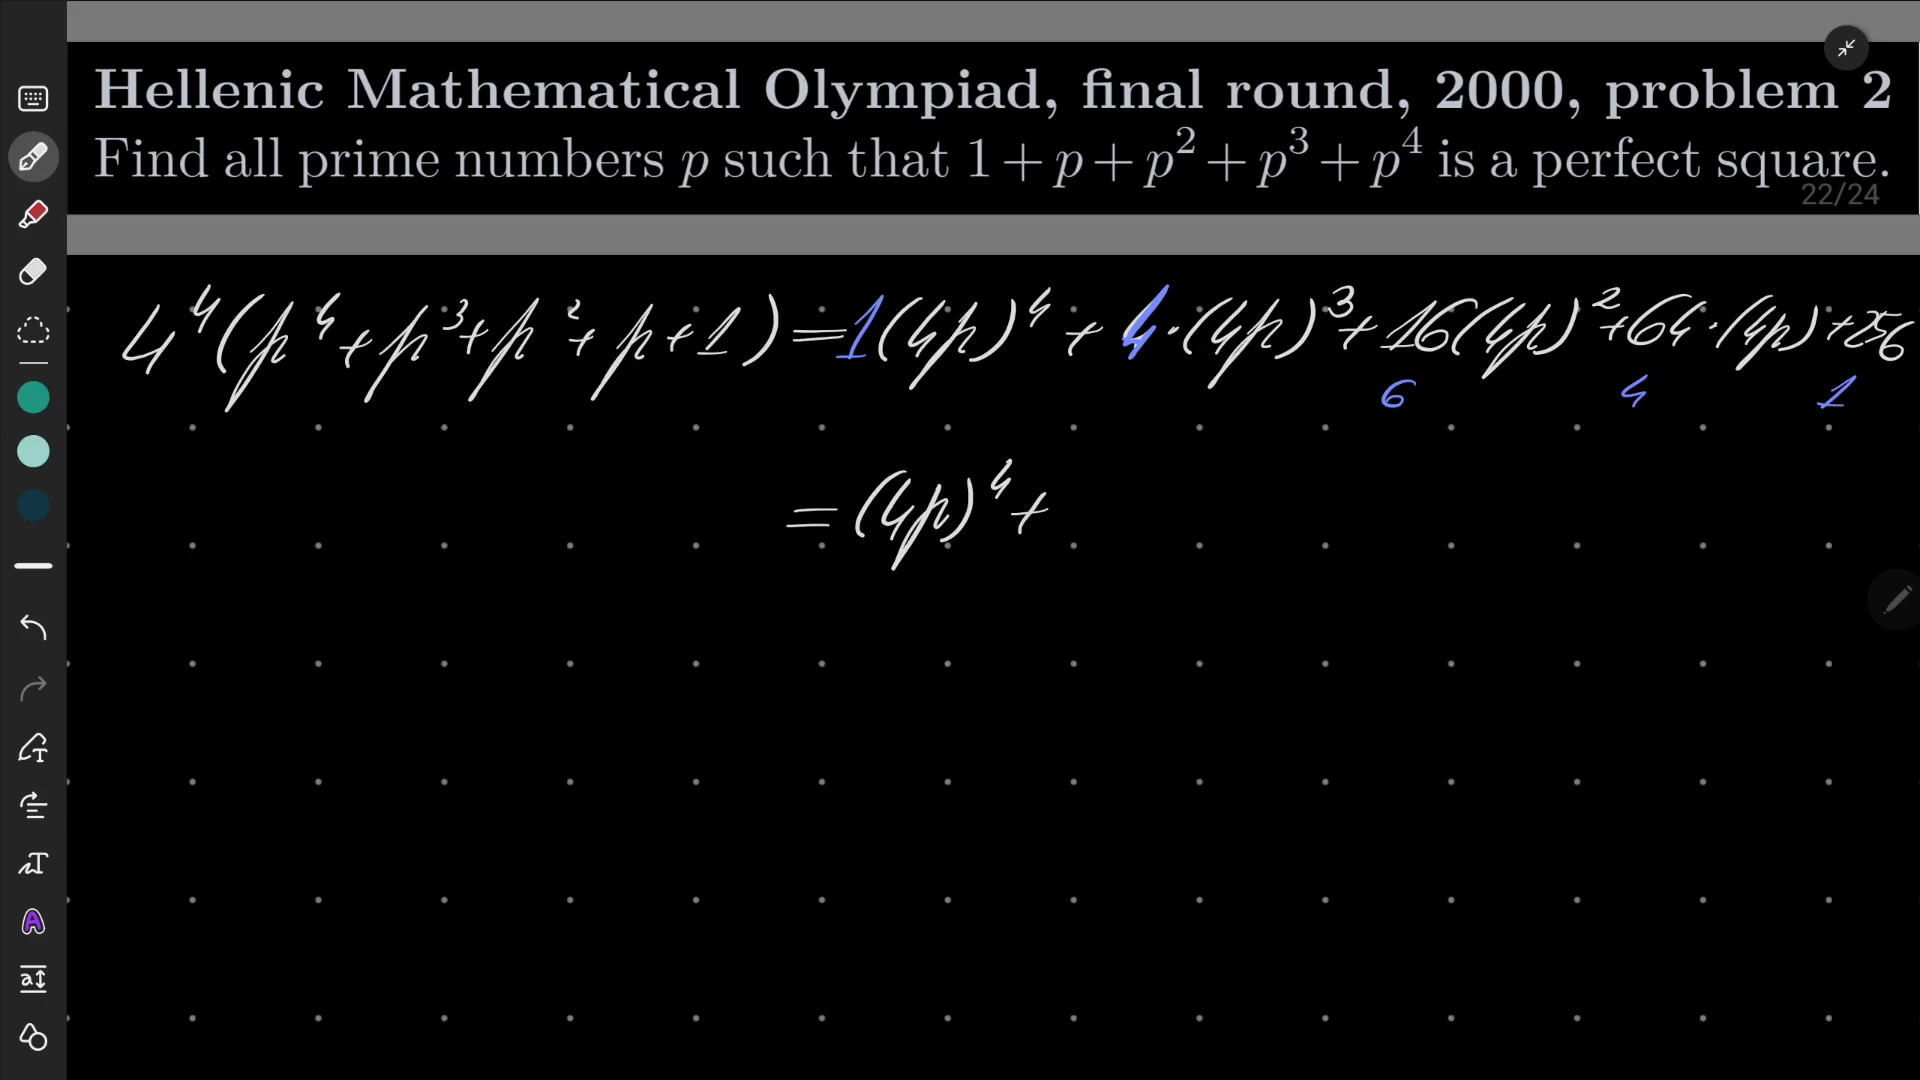 Hellenic Mathematical Olympiad, final round, 2000, problem 2
Find all prime numbers p such that 1 + p + p² + p³ + p⁴ is a perfect square.
22/24
4⁴(p⁴ + p³ + p² + p + 1) = 1(4p)⁴ + 4·(4p)³ + 16(4p)² + 64·(4p) + 256
6 4 1
= (4p)⁴ +